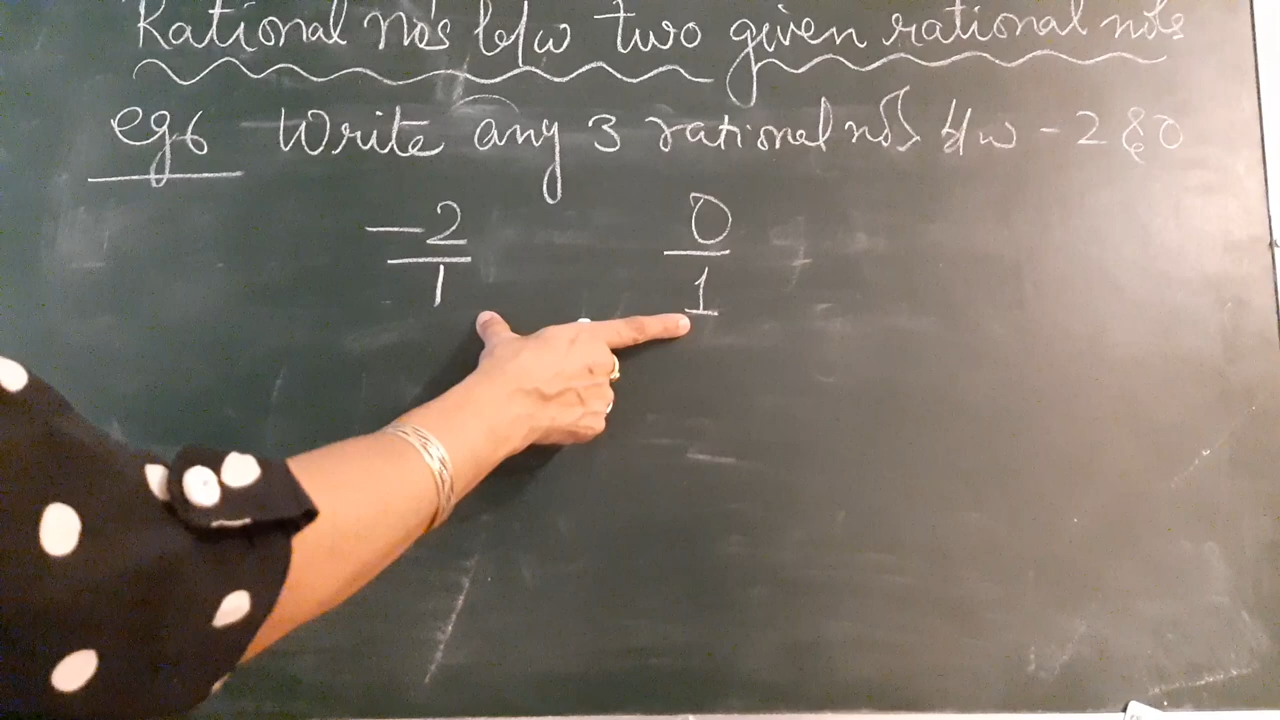 Rational no's b/w two given rational no's
eg6 Write any 3 rational no's b/w -2 & 0
-2/1 0/1